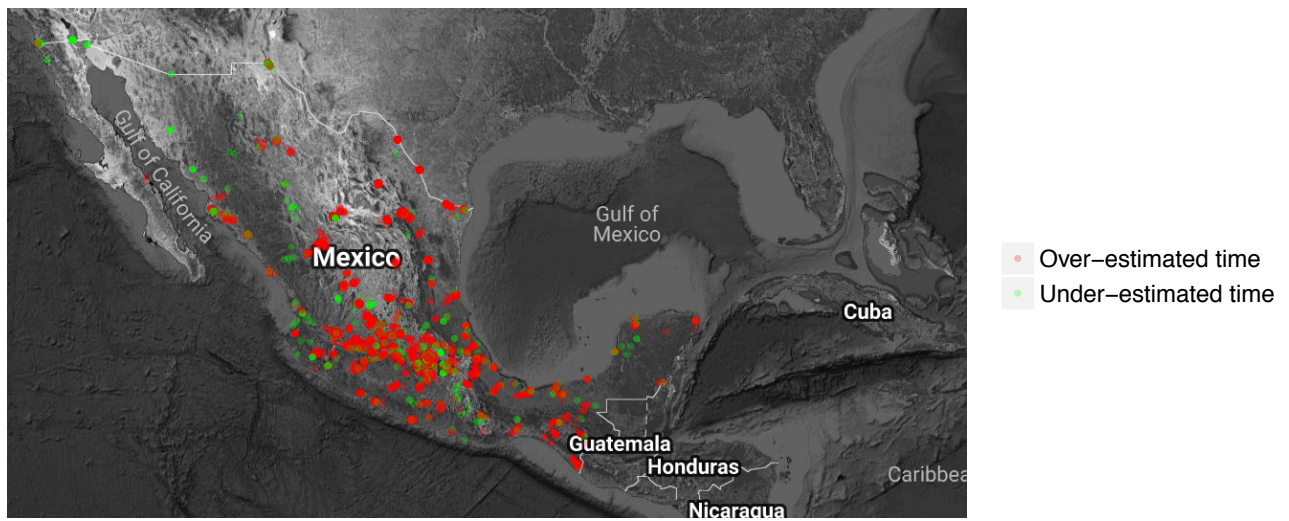 Gulf of California
Gulf of
Mexico
Mexico
Cuba
Guatemala
Honduras
Caribbea
Nicaragua
Over−estimated time
Under−estimated time